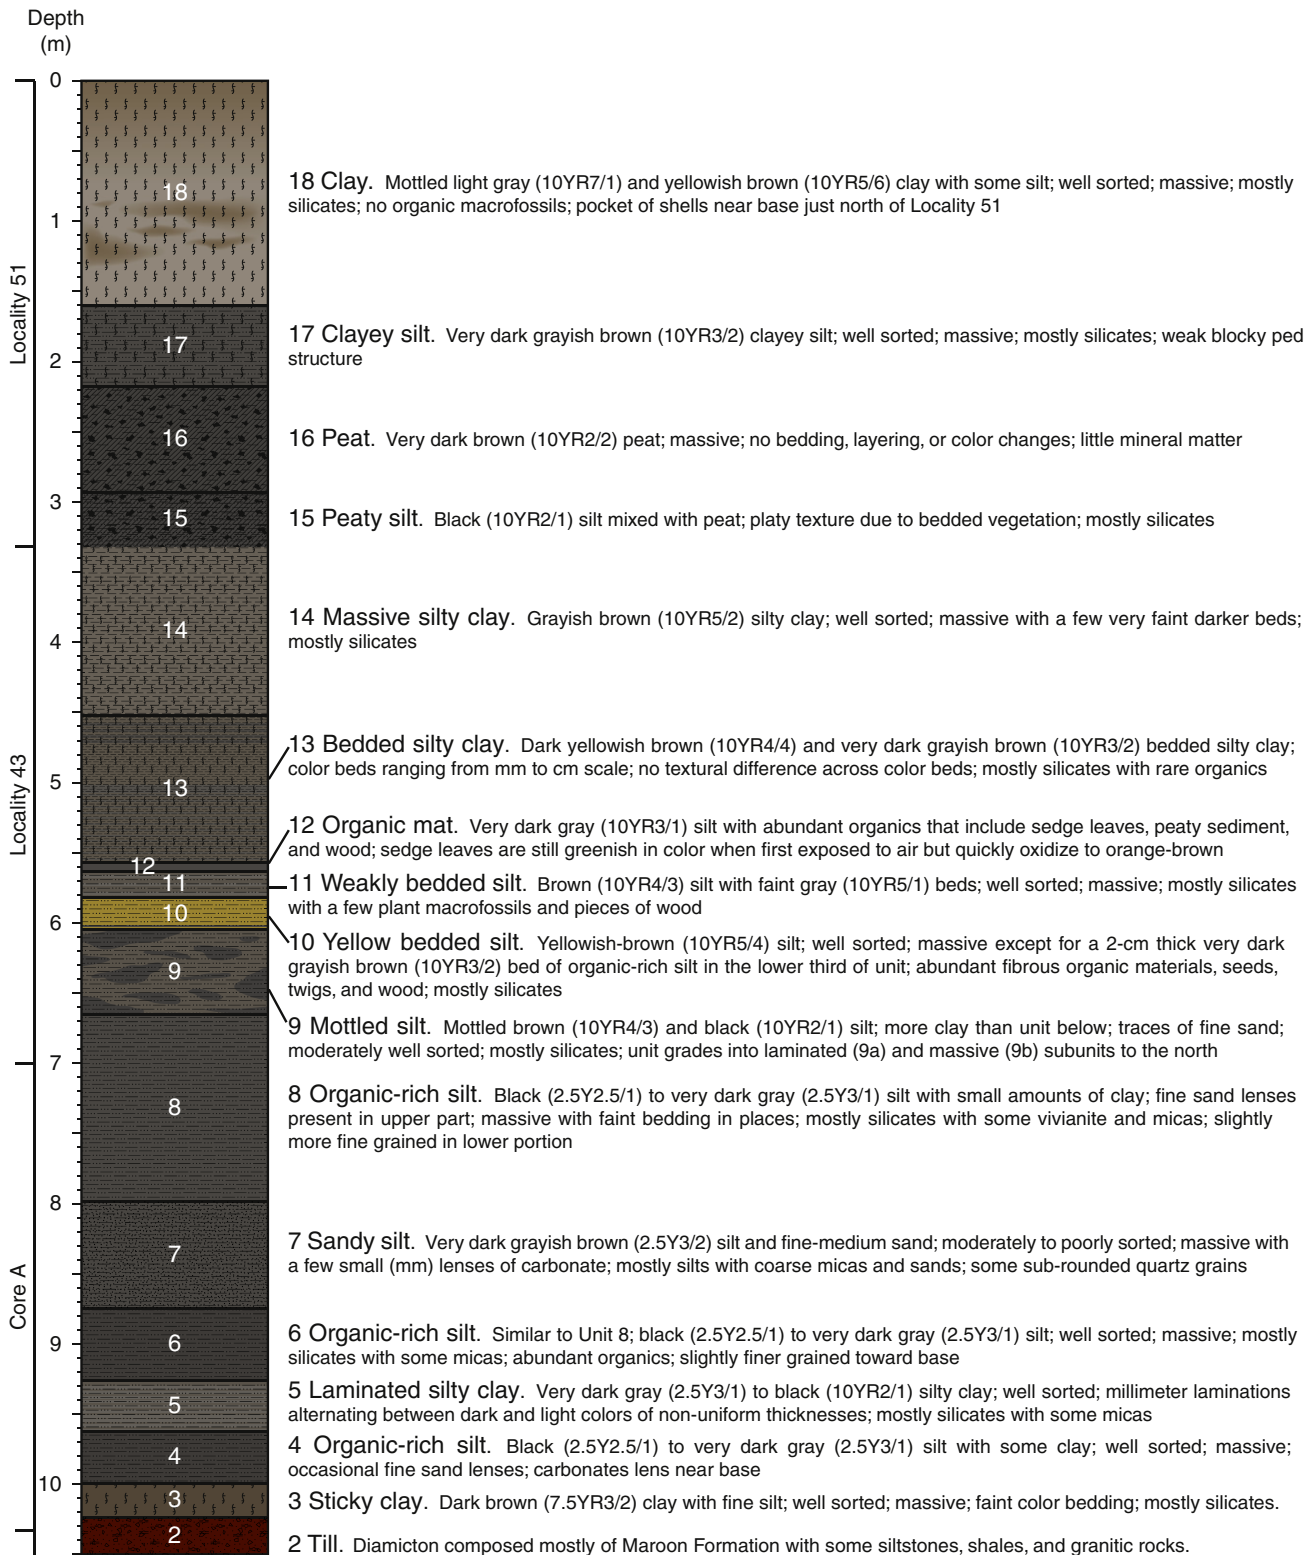 Depth
(m)
0
1
2
3
4
5
6
7
8
9
10
Locality 51
Locality 43
Core A
18
17
16
15
14
13
12
11
10
9
8
7
6
5
4
3
2
18 Clay. Mottled light gray (10YR7/1) and yellowish brown (10YR5/6) clay with some silt; well sorted; massive; mostly
silicates; no organic macrofossils; pocket of shells near base just north of Locality 51
17 Clayey silt. Very dark grayish brown (10YR3/2) clayey silt; well sorted; massive; mostly silicates; weak blocky ped
structure
16 Peat. Very dark brown (10YR2/2) peat; massive; no bedding, layering, or color changes; little mineral matter
15 Peaty silt. Black (10YR2/1) silt mixed with peat; platy texture due to bedded vegetation; mostly silicates
14 Massive silty clay. Grayish brown (10YR5/2) silty clay; well sorted; massive with a few very faint darker beds;
mostly silicates
13 Bedded silty clay. Dark yellowish brown (10YR4/4) and very dark grayish brown (10YR3/2) bedded silty clay;
color beds ranging from mm to cm scale; no textural difference across color beds; mostly silicates with rare organics
12 Organic mat. Very dark gray (10YR3/1) silt with abundant organics that include sedge leaves, peaty sediment,
and wood; sedge leaves are still greenish in color when first exposed to air but quickly oxidize to orange-brown
11 Weakly bedded silt. Brown (10YR4/3) silt with faint gray (10YR5/1) beds; well sorted; massive; mostly silicates
with a few plant macrofossils and pieces of wood
10 Yellow bedded silt. Yellowish-brown (10YR5/4) silt; well sorted; massive except for a 2-cm thick very dark
grayish brown (10YR3/2) bed of organic-rich silt in the lower third of unit; abundant fibrous organic materials, seeds,
twigs, and wood; mostly silicates
9 Mottled silt. Mottled brown (10YR4/3) and black (10YR2/1) silt; more clay than unit below; traces of fine sand;
moderately well sorted; mostly silicates; unit grades into laminated (9a) and massive (9b) subunits to the north
8 Organic-rich silt. Black (2.5Y2.5/1) to very dark gray (2.5Y3/1) silt with small amounts of clay; fine sand lenses
present in upper part; massive with faint bedding in places; mostly silicates with some vivianite and micas; slightly
more fine grained in lower portion
7 Sandy silt. Very dark grayish brown (2.5Y3/2) silt and fine-medium sand; moderately to poorly sorted; massive with
a few small (mm) lenses of carbonate; mostly silts with coarse micas and sands; some sub-rounded quartz grains
6 Organic-rich silt. Similar to Unit 8; black (2.5Y2.5/1) to very dark gray (2.5Y3/1) silt; well sorted; massive; mostly
silicates with some micas; abundant organics; slightly finer grained toward base
5 Laminated silty clay. Very dark gray (2.5Y3/1) to black (10YR2/1) silty clay; well sorted; millimeter laminations
alternating between dark and light colors of non-uniform thicknesses; mostly silicates with some micas
4 Organic-rich silt. Black (2.5Y2.5/1) to very dark gray (2.5Y3/1) silt with some clay; well sorted; massive;
occasional fine sand lenses; carbonates lens near base
3 Sticky clay. Dark brown (7.5YR3/2) clay with fine silt; well sorted; massive; faint color bedding; mostly silicates.
2 Till. Diamicton composed mostly of Maroon Formation with some siltstones, shales, and granitic rocks.